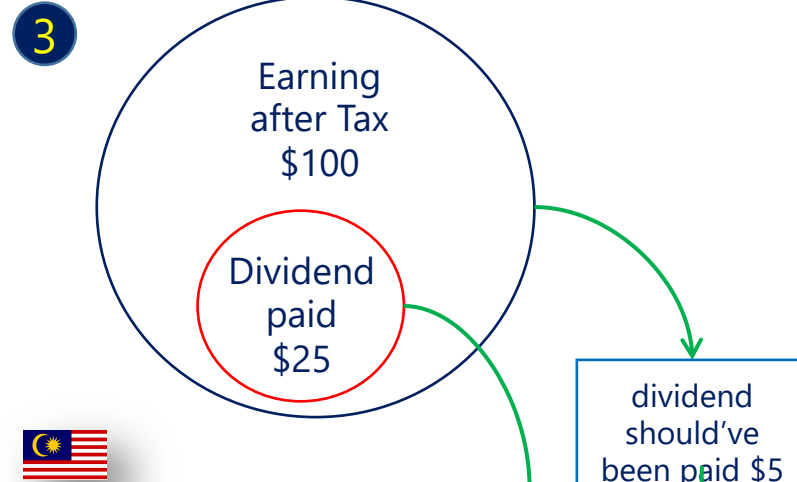 3
Earning
after Tax
$100
Dividend
paid
$25
dividend
should've
been paid $5